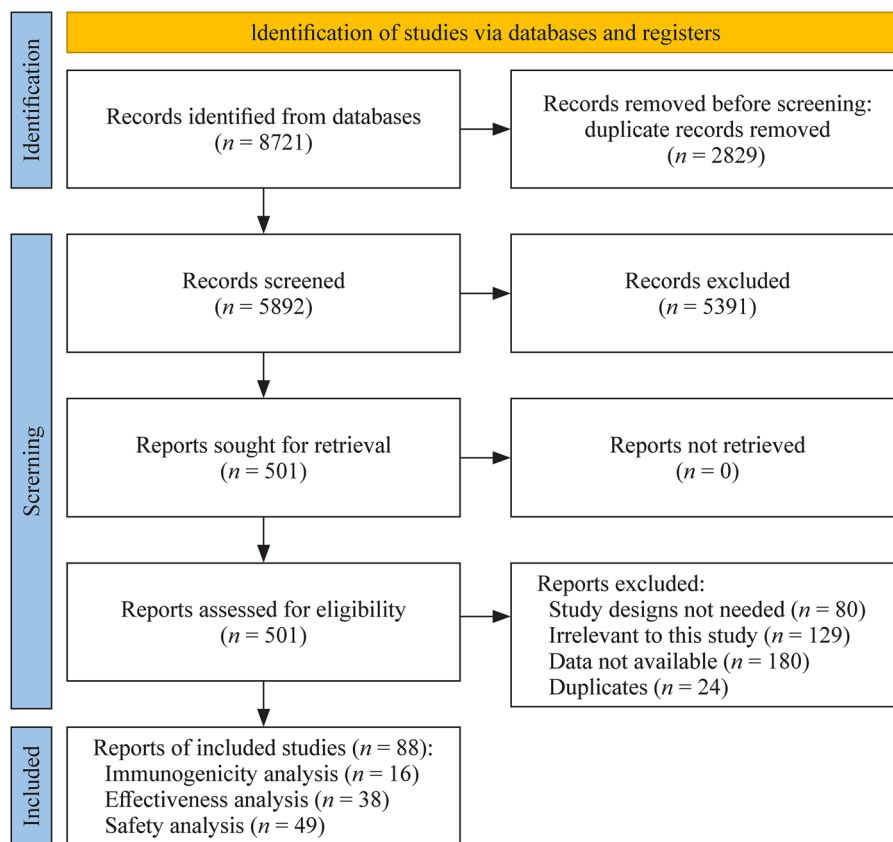 Identification of studies via databases and registers
Identification
Records identified from databases
(n = 8721)
Records removed before screening:
duplicate records removed
(n = 2829)
Screrning
Records screened
(n = 5892)
Records excluded
(n = 5391)
Reports sought for retrieval
(n = 501)
Reports not retrieved
(n = 0)
Reports assessed for eligibility
(n = 501)
Reports excluded:
Study designs not needed (n = 80)
Irrelevant to this study (n = 129)
Data not available (n = 180)
Duplicates (n = 24)
Included
Reports of included studies (n = 88):
Immunogenicity analysis (n = 16)
Effectiveness analysis (n = 38)
Safety analysis (n = 49)